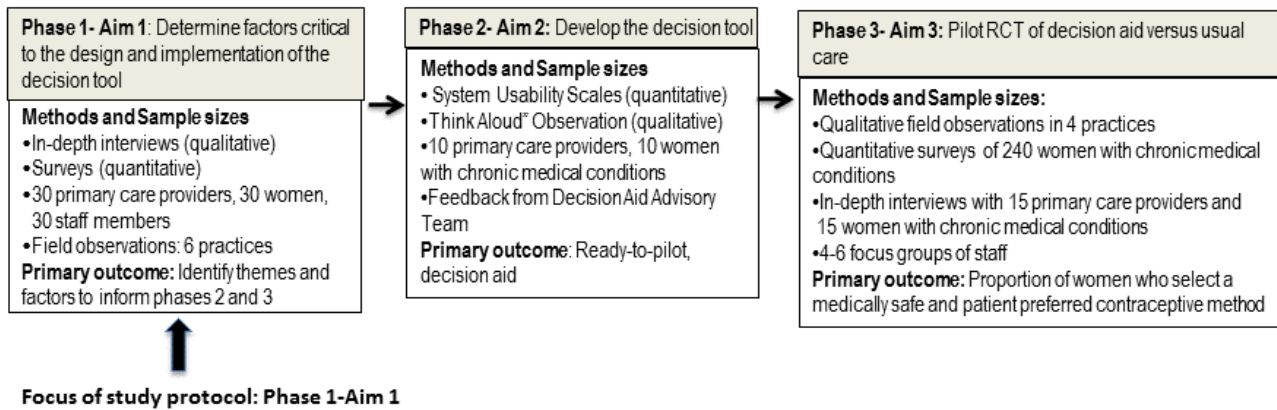 Phase 1- Aim 1: Determine factors critical
to the design and implementation of the
decision tool
Methods and Sample sizes
•In-depth interviews (qualitative)
•Surveys (quantitative)
•30 primary care providers, 30 women,
30 staff members
•Field observations: 6 practices
Primary outcome: Identify themes and
factors to inform phases 2 and 3
Phase 2- Aim 2: Develop the decision tool
Methods and Sample sizes
• System Usability Scales (quantitative)
•Think Aloud” Observation (qualitative)
•10 primary care providers, 10 women
with chronic medical conditions
•Feedback from Decision Aid Advisory
Team
Primary outcome: Ready-to-pilot,
decision aid
Phase 3- Aim 3: Pilot RCT of decision aid versus usual
care
Methods and Sample sizes:
•Qualitative field observations in 4 practices
•Quantitative surveys of 240 women with chronic medical
conditions
•In-depth interviews with 15 primary care providers and
15 women with chronic medical conditions
•4-6 focus groups of staff
Primary outcome: Proportion of women who select a
medically safe and patient preferred contraceptive method
Focus of study protocol: Phase 1-Aim 1